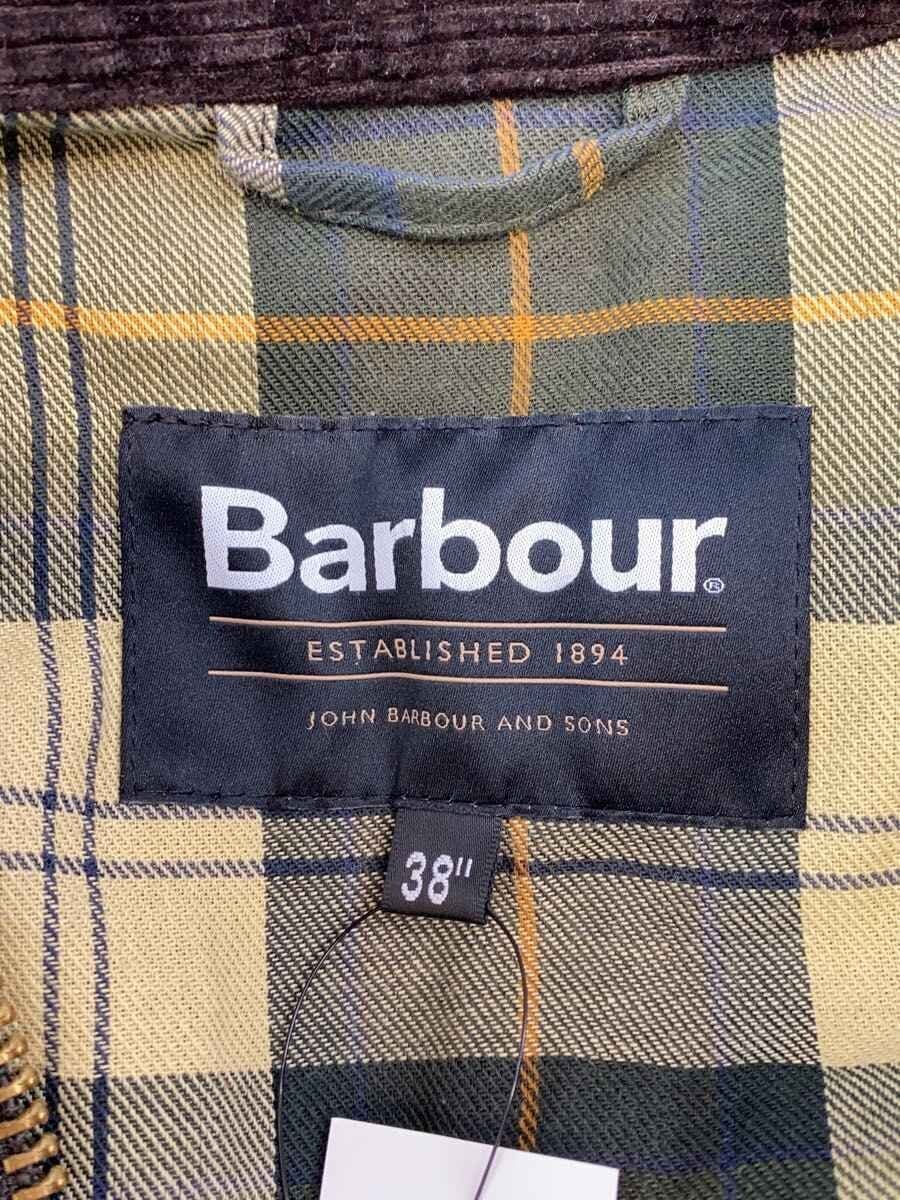 Barbour®
ESTABLISHED 1894
JOHN BARBOUR AND SONS
38"